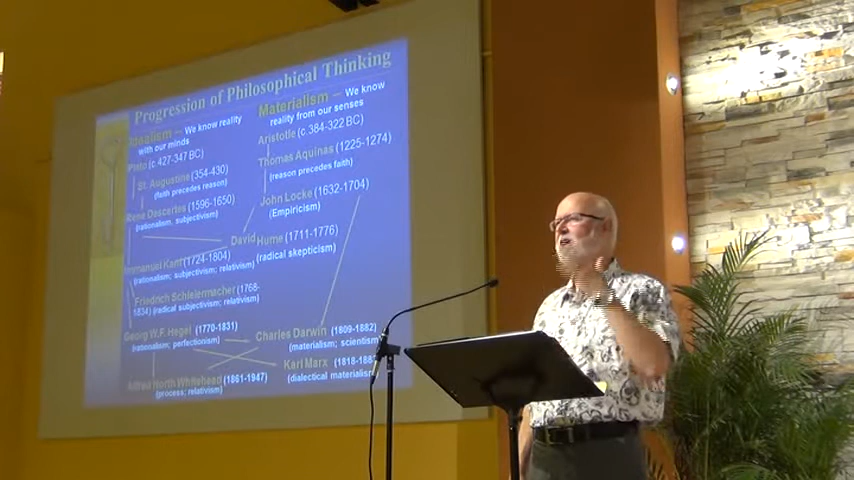 Progression of Philosophical Thinking
Idealism – We know reality
with our minds
Plato (c.427-347 BC)
St. Augustine (354-430)
(faith precedes reason)
Rene Descartes (1596-1650)
(rationalism, subjectivism)
Immanuel Kant (1724-1804)
(rationalism; subjectivism; relativism)
Friedrich Schleiermacher (1768-
1834) (radical subjectivism; relativism)
Georg W.F. Hegel (1770-1831)
(rationalism; perfectionism)
Alfred North Whitehead (1861-1947)
(process; relativism)
Materialism – We know
reality from our senses
Aristotle (c.384-322 BC)
Thomas Aquinas (1225-1274)
(reason precedes faith)
John Locke (1632-1704)
(Empiricism)
David Hume (1711-1776)
(radical skepticism)
Charles Darwin (1809-1882)
(materialism; scientism
Karl Marx (1818-1883
(dialectical materialism